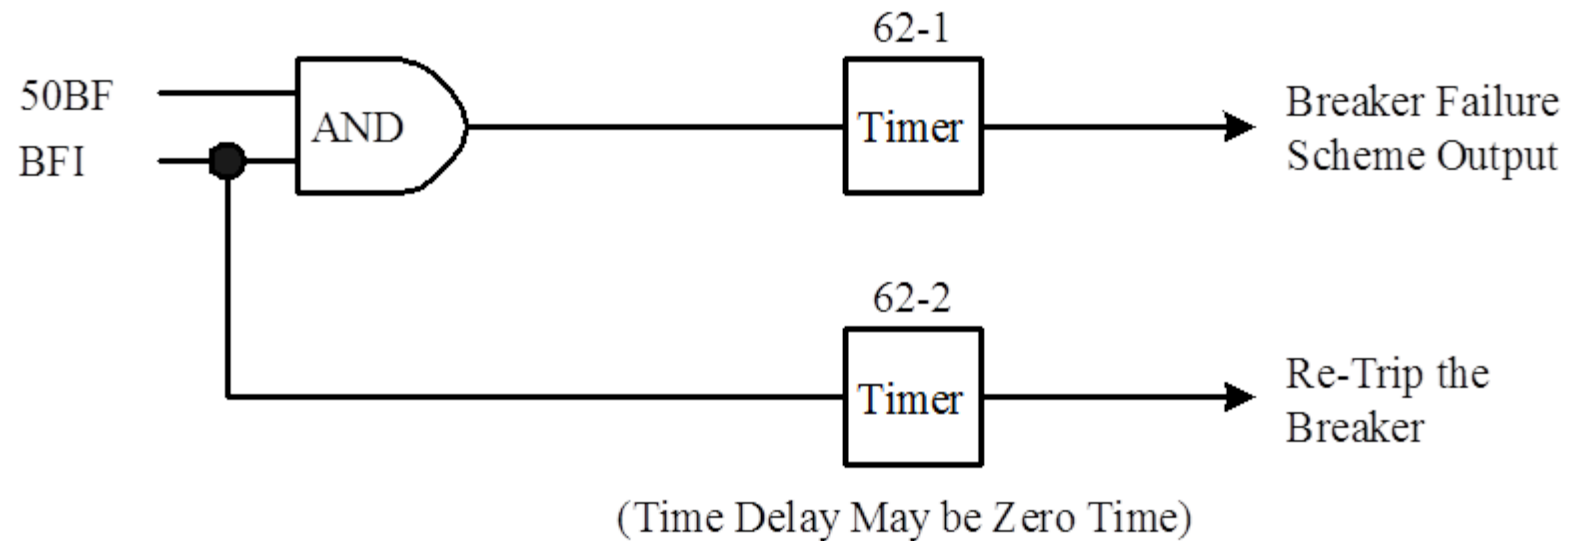 62-1
50BF
BFI
AND
Timer
Breaker Failure
Scheme Output
62-2
Timer
Re-Trip the
Breaker
(Time Delay May be Zero Time)